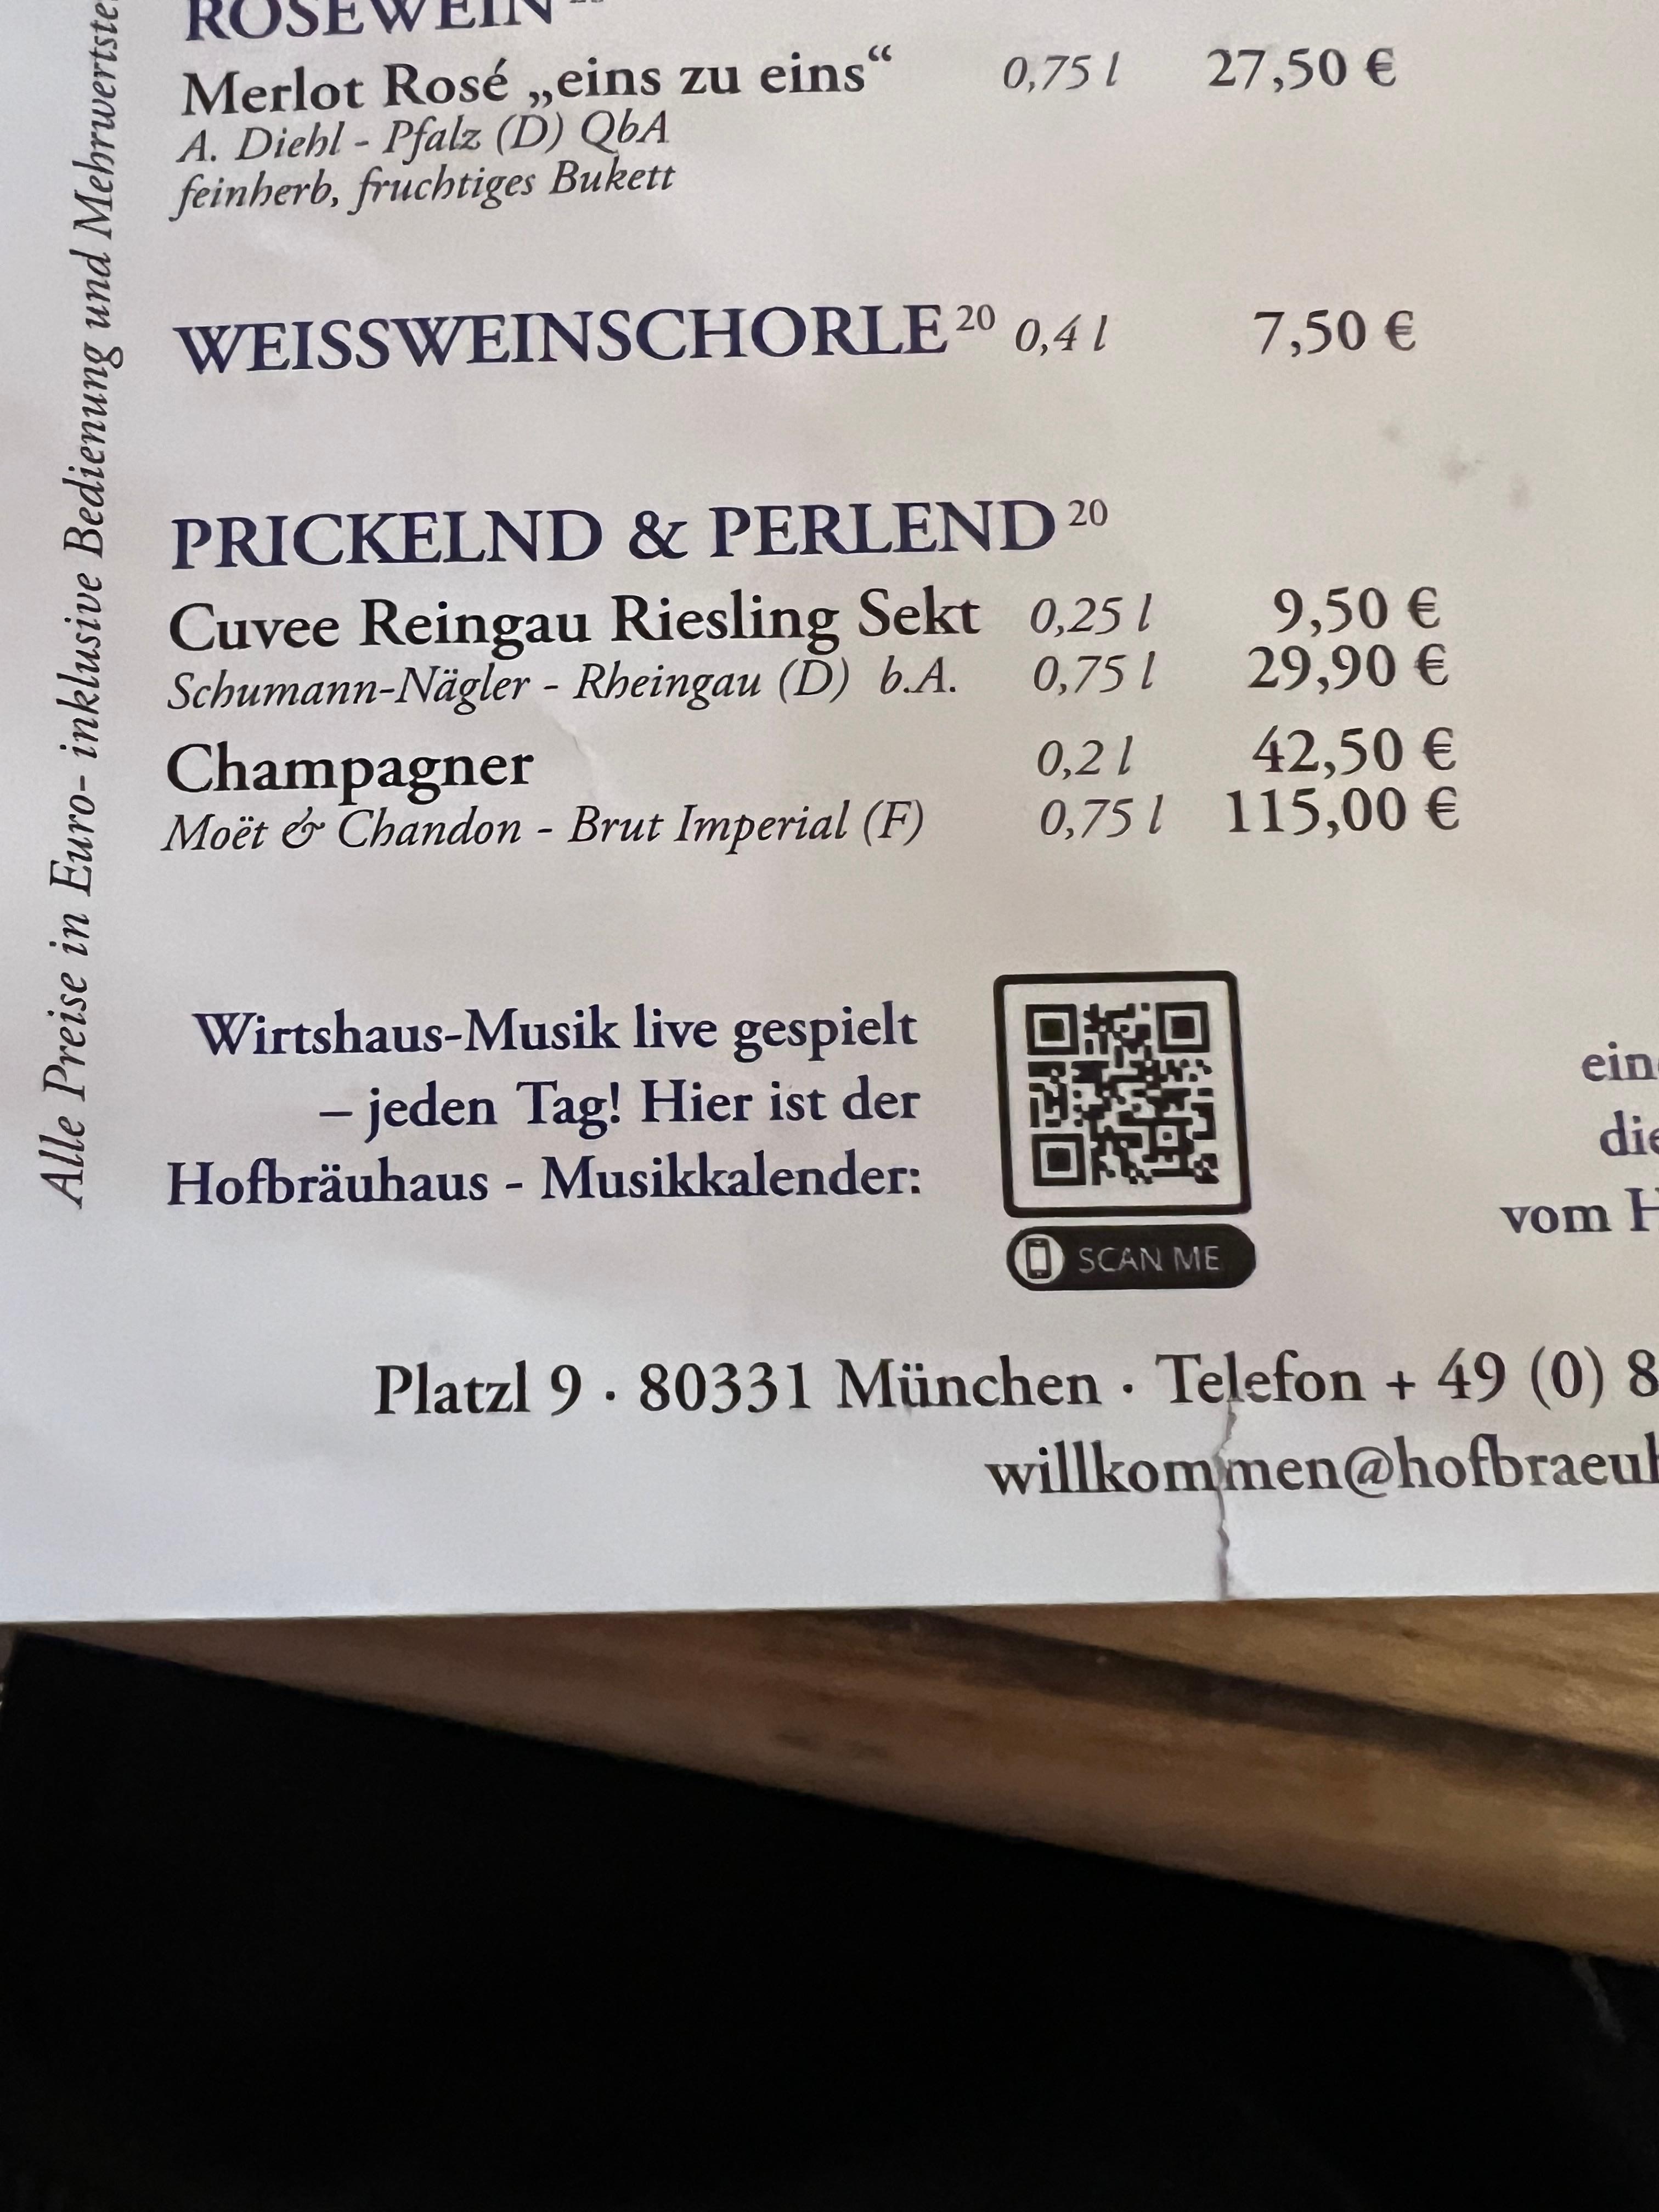 ROSÉWEIN
Merlot Rosé „eins zu eins“ 0,75 l 27,50 €
A. Diehl - Pfalz (D) QbA
feinherb, fruchtiges Bukett
WEISSWEINSCHORLE 20 0,4 l 7,50 €
PRICKELND & PERLEND 20
Cuvee Reingau Riesling Sekt 0,25 l 9,50 €
Schumann-Nägler - Rheingau (D) b.A. 0,75 l 29,90 €
Champagner 0,2 l 42,50 €
Moët & Chandon - Brut Imperial (F) 0,75 l 115,00 €
Wirtshaus-Musik live gespielt
– jeden Tag! Hier ist der
Hofbräuhaus - Musikkalender:
SCAN ME
die
vom H
Platzl 9 · 80331 München · Telefon + 49 (0) 8
willkommen@hofbraeuh
Alle Preise in Euro- inklusive Bedienung und Mehrwertste